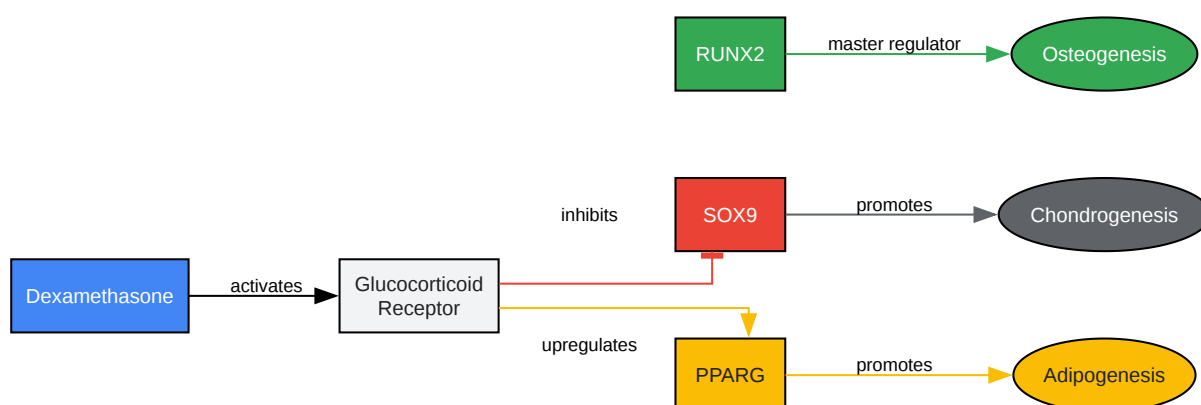 RUNX2
master regulator
Osteogenesis
inhibits
SOX9
promotes
Chondrogenesis
Dexamethasone
activates
Glucocorticoid
Receptor
upregulates
PPARG
promotes
Adipogenesis